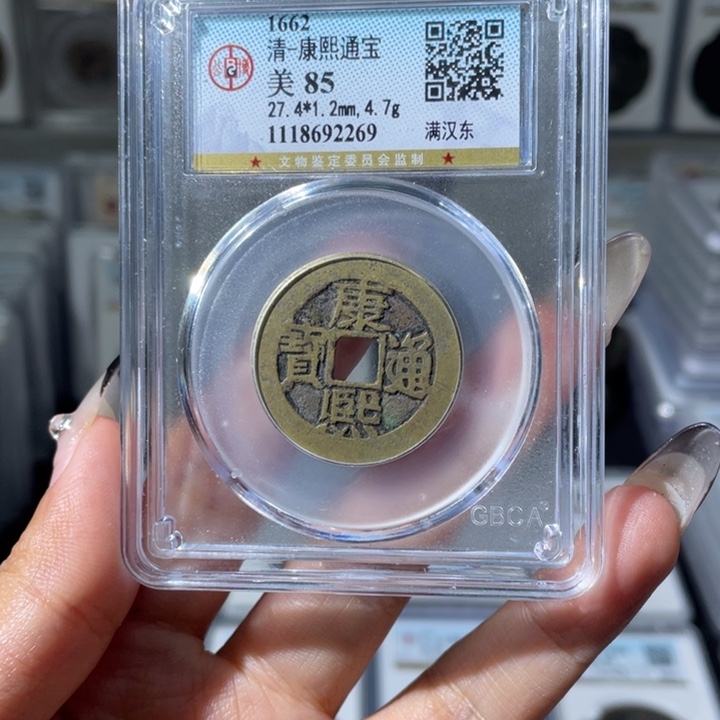 1662
清-康熙通宝
美 85
27.4*1.2mm, 4.7g
1118692269
满汉东
★ 文物鉴定委员会监制 ★
康熙通寳
GBCA